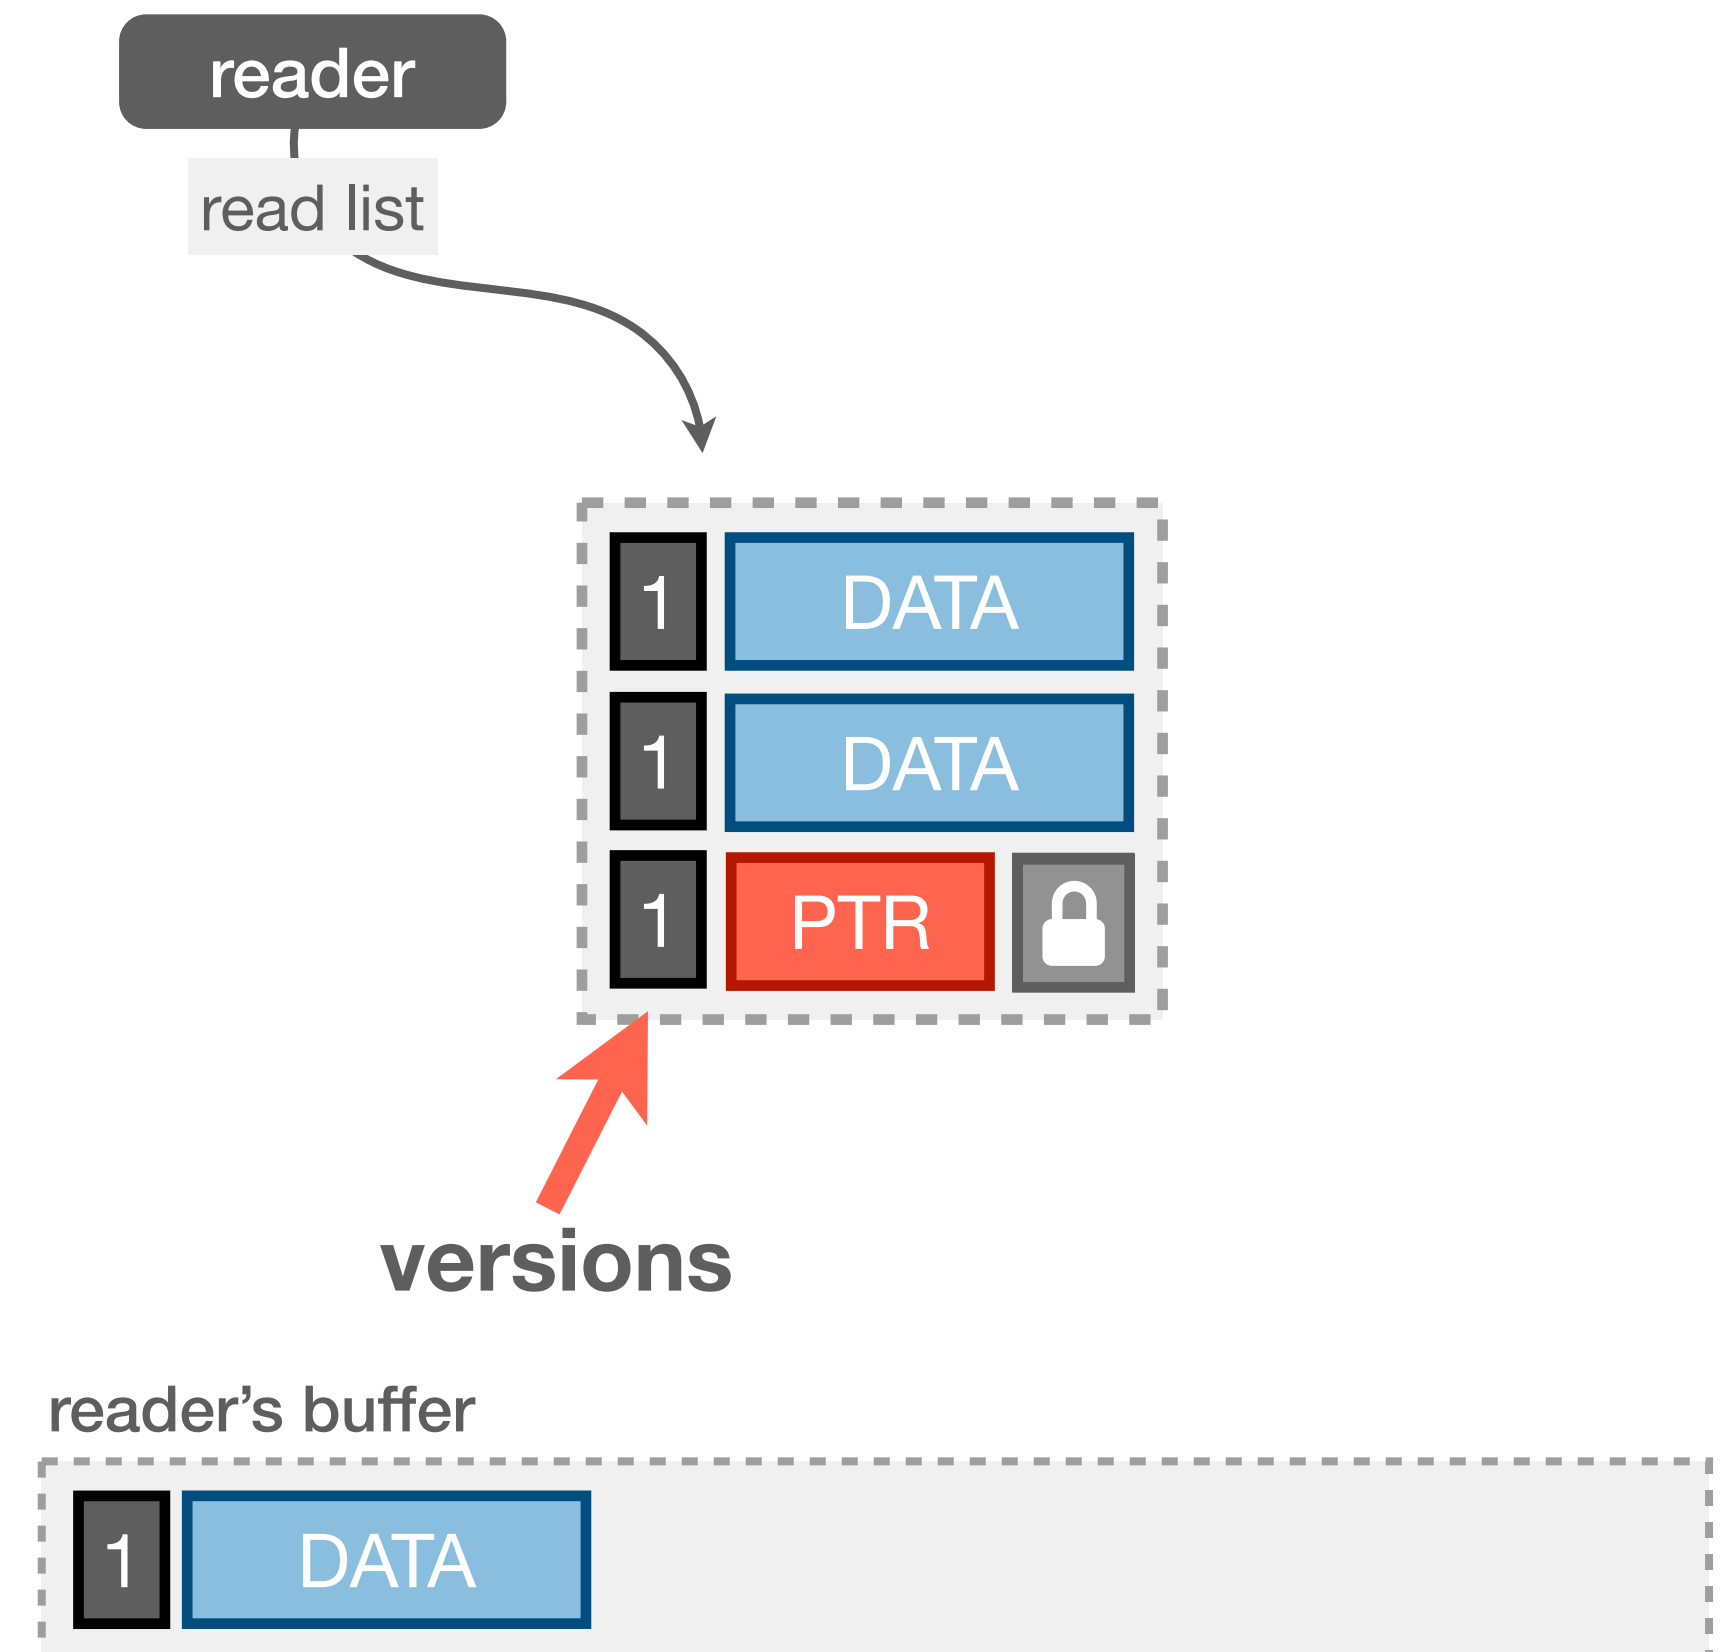 reader
read list
1 DATA
1 DATA
1 PTR
versions
reader’s buffer
1 DATA